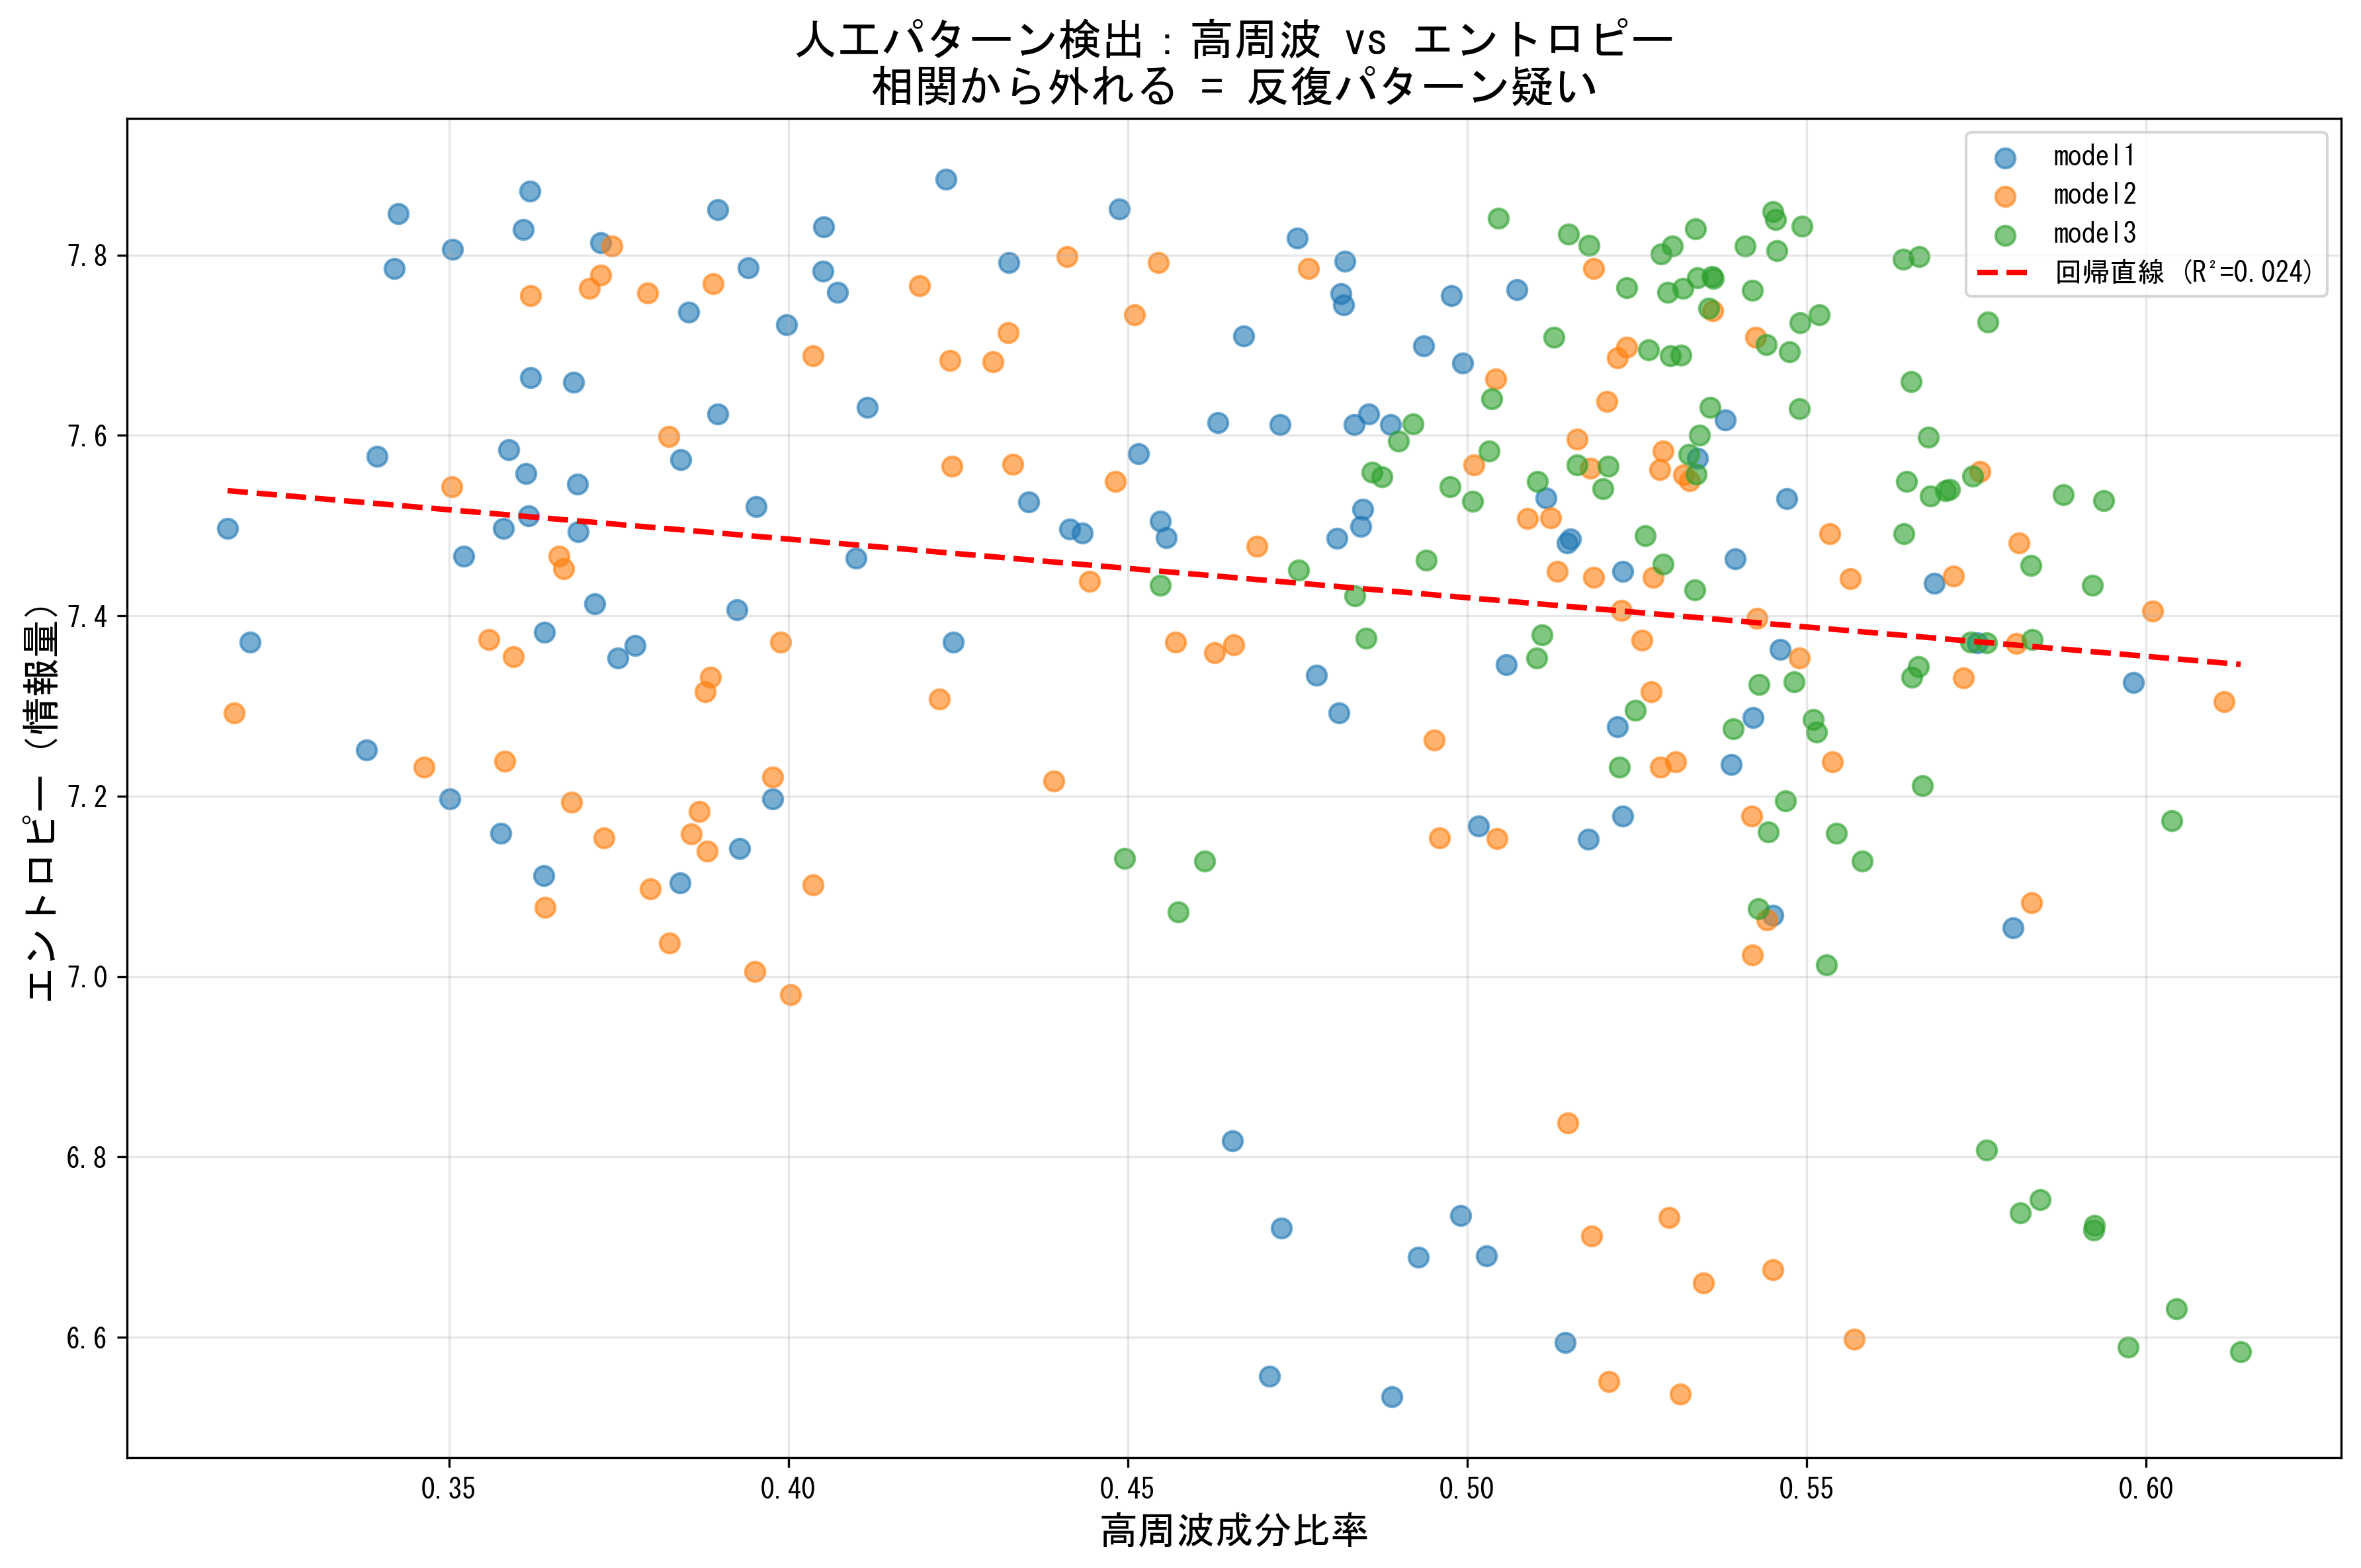 人工パターン検出：高周波 vs エントロピー
相関から外れる = 反復パターン疑い
model1
model2
model3
回帰直線 (R²=0.024)
エントロピー（情報量）
7.8
7.6
7.4
7.2
7.0
6.8
6.6
0.35
0.40
0.45
0.50
0.55
0.60
高周波成分比率